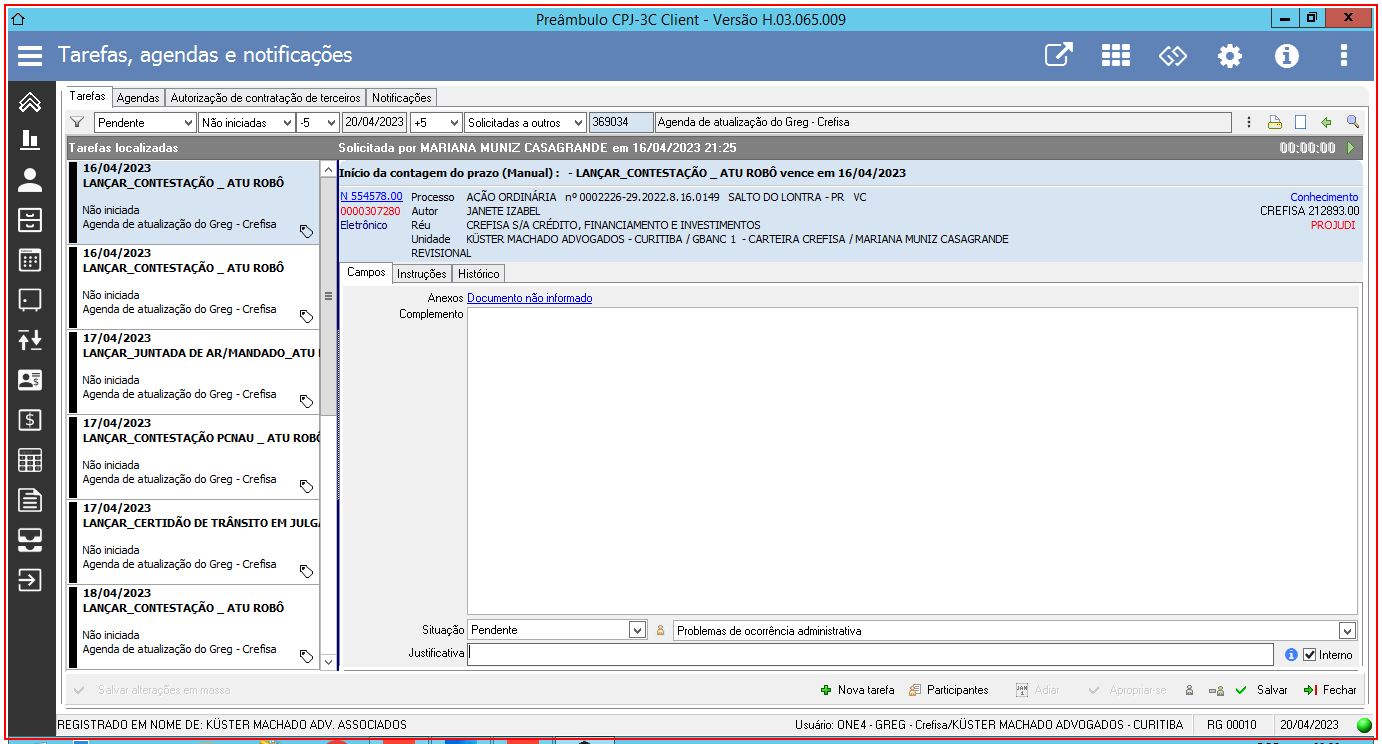 Preâmbulo CPJ-3C Client - Versão H.03.065.009
Tarefas, agendas e notificações
Tarefas Agendas Autorização de contratação de terceiros Notificações
Pendente Não iniciadas -5 20/04/2023 +5 Solicitadas a outros 369034 Agenda de atualização do Greg - Crefisa
Tarefas localizadas Solicitada por MARIANA MUNIZ CASAGRANDE em 16/04/2023 21:25 00:00:00
16/04/2023
LANÇAR_CONTESTAÇÃO _ ATU ROBÔ
Não iniciada
Agenda de atualização do Greg - Crefisa
16/04/2023
LANÇAR_CONTESTAÇÃO _ ATU ROBÔ
Não iniciada
Agenda de atualização do Greg - Crefisa
17/04/2023
LANÇAR_JUNTADA DE AR/MANDADO_ATU
Não iniciada
Agenda de atualização do Greg - Crefisa
17/04/2023
LANÇAR_CONTESTAÇÃO PCNAU _ ATU ROBÔ
Não iniciada
Agenda de atualização do Greg - Crefisa
17/04/2023
LANÇAR_CERTIDÃO DE TRÂNSITO EM JULGA
Não iniciada
Agenda de atualização do Greg - Crefisa
18/04/2023
LANÇAR_CONTESTAÇÃO _ ATU ROBÔ
Não iniciada
Agenda de atualização do Greg - Crefisa
Início da contagem do prazo (Manual) : - LANÇAR_CONTESTAÇÃO _ ATU ROBÔ vence em 16/04/2023
N 554578.00 Processo AÇÃO ORDINÁRIA nº 0002226-29.2022.8.16.0149 SALTO DO LONTRA - PR VC Conhecimento
0000307280 Autor JANETE IZABEL CREFISA 212893.00
Eletrônico Réu CREFISA S/A CRÉDITO, FINANCIAMENTO E INVESTIMENTOS PROJUDI
Unidade KÜSTER MACHADO ADVOGADOS - CURITIBA / GBANC 1 - CARTEIRA CREFISA / MARIANA MUNIZ CASAGRANDE
REVISIONAL
Campos Instruções Histórico
Anexos Documento não informado
Complemento
Situação Pendente Problemas de ocorrência administrativa
Justificativa Interno
Salvar alterações em massa Nova tarefa Participantes JAN 1 Adiar Apropriar-se Salvar Fechar
REGISTRADO EM NOME DE: KÜSTER MACHADO ADV. ASSOCIADOS Usuário: ONE4 - GREG - Crefisa/KÜSTER MACHADO ADVOGADOS - CURITIBA RG 00010 20/04/2023